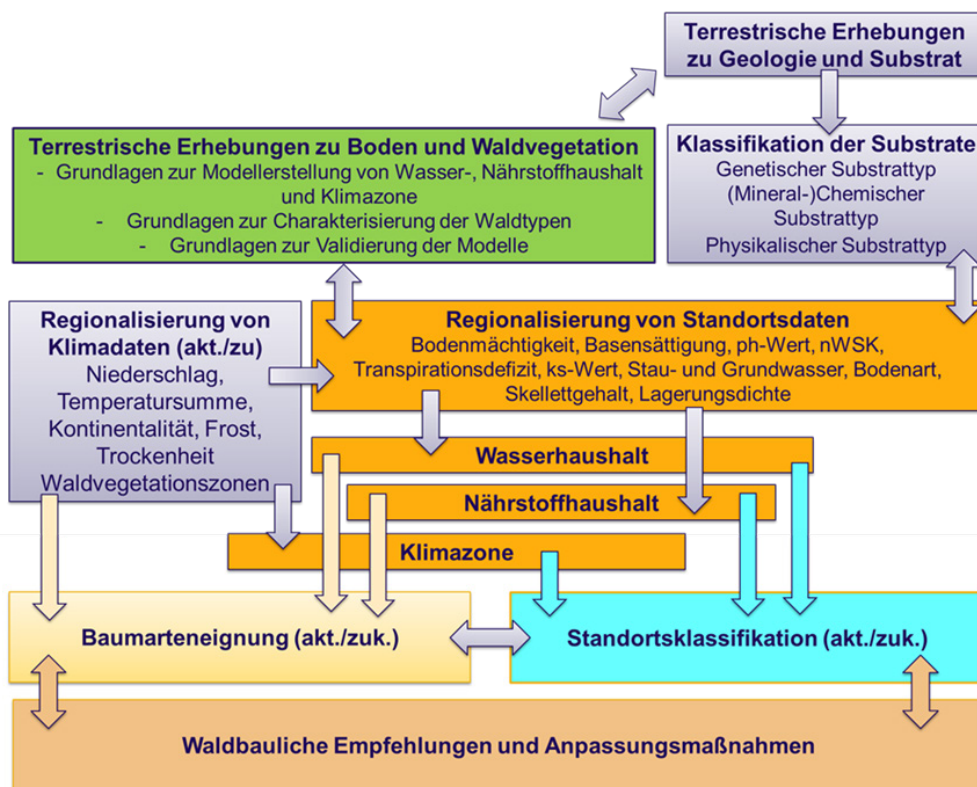 Terrestrische Erhebungen
zu Geologie und Substrat
Terrestrische Erhebungen zu Boden und Waldvegetation
- Grundlagen zur Modellerstellung von Wasser-, Nährstoffhaushalt
und Klimazone
- Grundlagen zur Charakterisierung der Waldtypen
- Grundlagen zur Validierung der Modelle
Klassifikation der Substrate
Genetischer Substrattyp
(Mineral-)Chemischer
Substrattyp
Physikalischer Substrattyp
Regionalisierung von
Klimadaten (akt./zu)
Niederschlag,
Temperatursumme,
Kontinentalität, Frost,
Trockenheit
Waldvegetationszonen
Regionalisierung von Standortsdaten
Bodenmächtigkeit, Basensättigung, ph-Wert, nWSK,
Transpirationsdefizit, ks-Wert, Stau- und Grundwasser, Bodenart,
Skellettgehalt, Lagerungsdichte
Wasserhaushalt
Nährstoffhaushalt
Klimazone
Baumarteneignung (akt./zuk.)
Standortsklassifikation (akt./zuk.)
Waldbauliche Empfehlungen und Anpassungsmaßnahmen